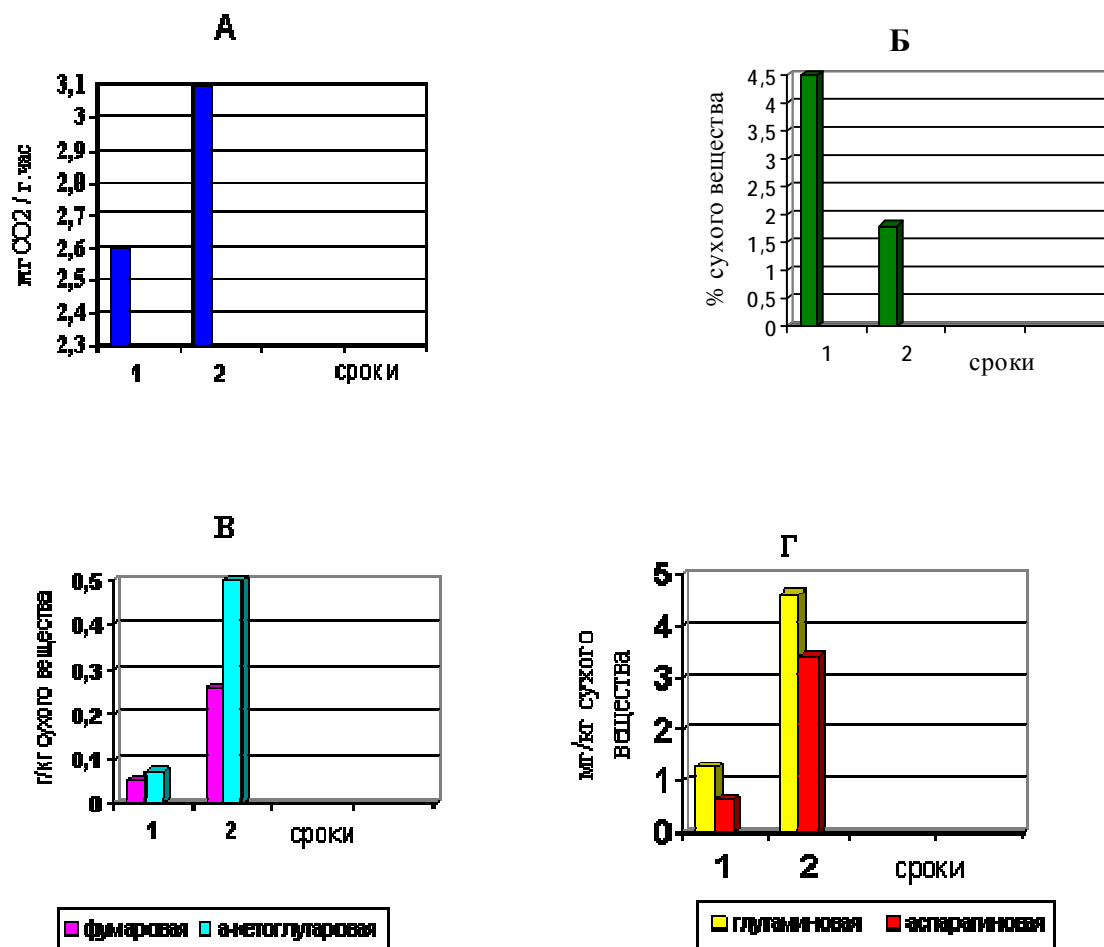 А
мг CO2 / г.час
3,1
3
2,9
2,8
2,7
2,6
2,5
2,4
2,3
1
2
сроки
Б
% сухого вещества
4,5
4
3,5
3
2,5
2
1,5
1
0,5
0
1
2
сроки
В
г/кг сухого вещества
0,5
0,4
0,3
0,2
0,1
0
1
2
сроки
фумаровая
а-кетоглутаровая
Г
мг/кг сухого
вещества
5
4
3
2
1
0
1
2
сроки
глутаминовая
аспарагиновая